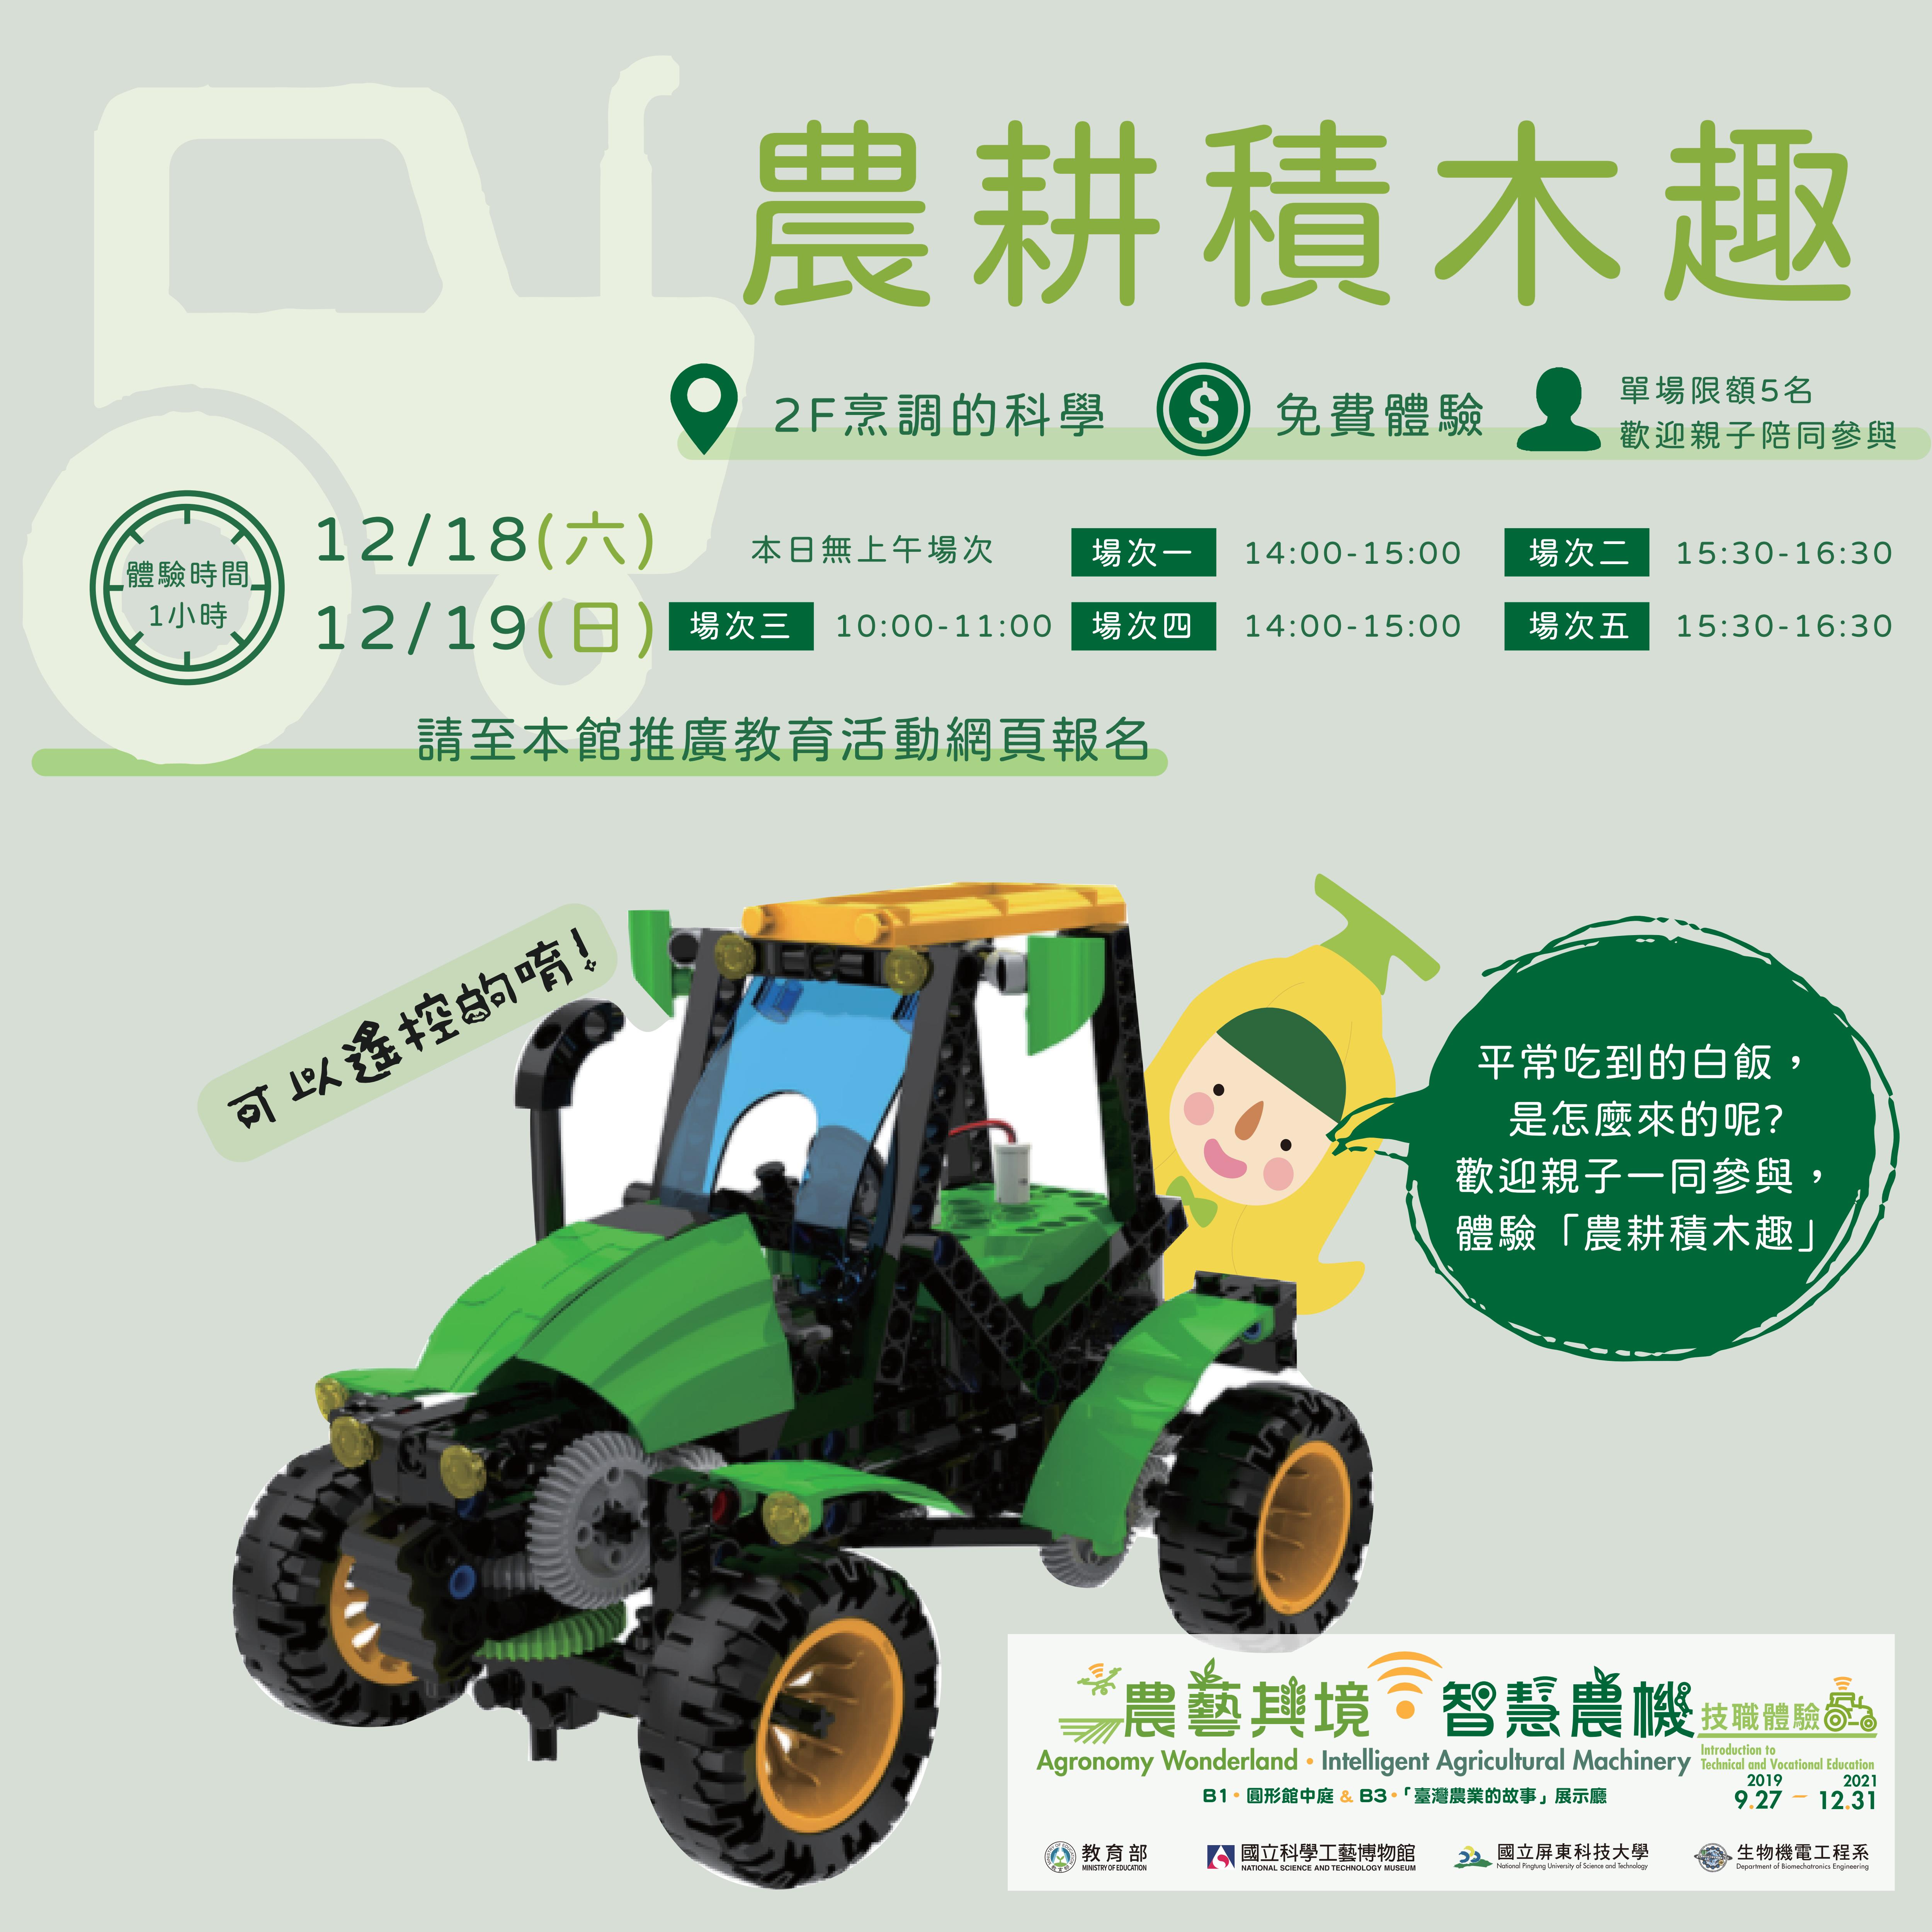 農耕積木趣
2F烹調的科學
免費體驗
單場限額5名
歡迎親子陪同參與
體驗時間
1小時
12/18(六)
本日無上午場次
場次一 14:00-15:00
場次二 15:30-16:30
12/19(日)
場次三 10:00-11:00
場次四 14:00-15:00
場次五 15:30-16:30
請至本館推廣教育活動網頁報名
可以遙控的唷!
平常吃到的白飯，
是怎麼來的呢?
歡迎親子一同參與，
體驗「農耕積木趣」
農藝其境 智慧農機 技職體驗
Agronomy Wonderland • Intelligent Agricultural Machinery
Introduction to
Technical and Vocational Education
B1•圓形館中庭 & B3•「臺灣農業的故事」展示廳
2019 2021
9.27 – 12.31
教育部
MINISTRY OF EDUCATION
國立科學工藝博物館
NATIONAL SCIENCE AND TECHNOLOGY MUSEUM
國立屏東科技大學
National Pingtung University of Science and Technology
生物機電工程系
Department of Biomechatronics Engineering